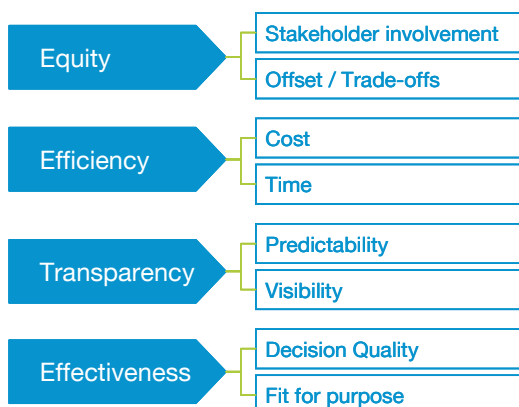 Equity
Stakeholder involvement
Offset / Trade-offs
Efficiency
Cost
Time
Transparency
Predictability
Visibility
Effectiveness
Decision Quality
Fit for purpose